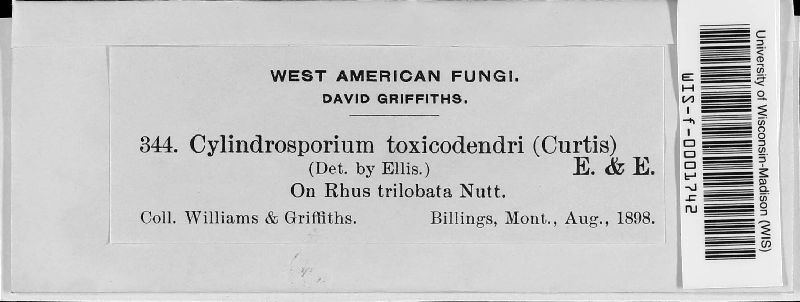 WEST AMERICAN FUNGI.
DAVID GRIFFITHS.
344. Cylindrosporium toxicodendri (Curtis)
(Det. by Ellis.) E. & E.
On Rhus trilobata Nutt.
Coll. Williams & Griffiths. Billings, Mont., Aug., 1898.
University of Wisconsin-Madison (WIS)
WIS-f-0001742